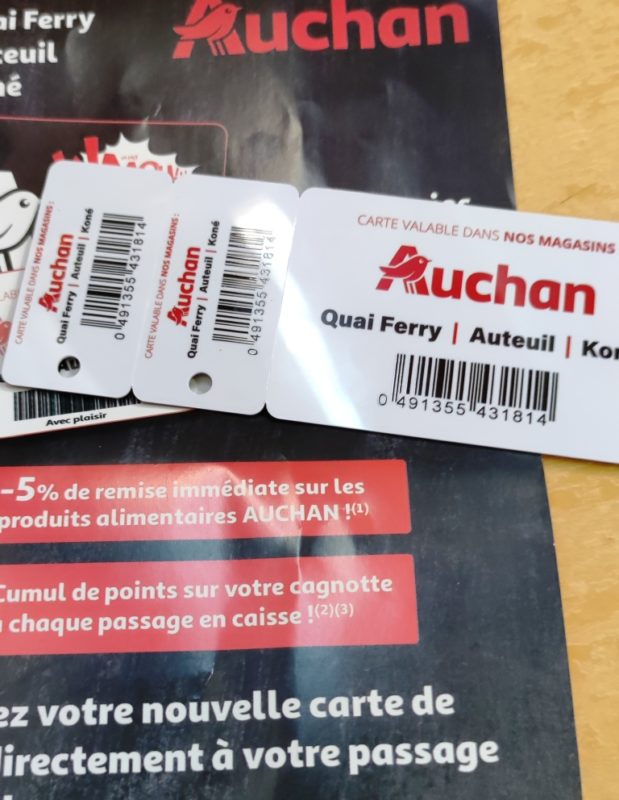 Ferry
Auchan
CARTE VALABLE DANS NOS MAGASINS :
Auchan
Quai Ferry | Auteuil | Koné
0 491355 431814
CARTE VALABLE DANS NOS MAGASINS :
Auchan
Quai Ferry | Auteuil | Koné
0 491355 431814
CARTE VALABLE DANS NOS MAGASINS
Auchan
Quai Ferry | Auteuil |
0 491355 431814
Avec plaisir
-5% de remise immédiate sur les
produits alimentaires AUCHAN !(1)
Cumul de points sur votre cagnotte
chaque passage en caisse !(2)(3)
ez votre nouvelle carte de
directement à votre passage